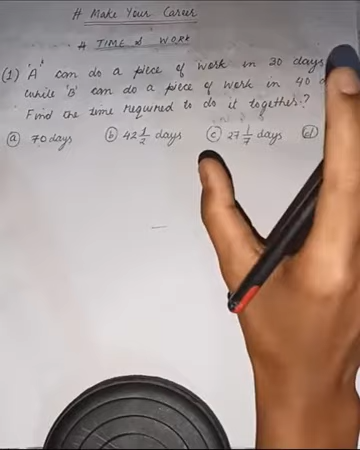 # Make Your Career
# TIME & WORK
(1) 'A' can do a piece of work in 30 days
while 'B' can do a piece of work in 40
Find the time required to do it together?
(a) 70 days (b) 42 1/2 days (c) 27 1/7 days (d)